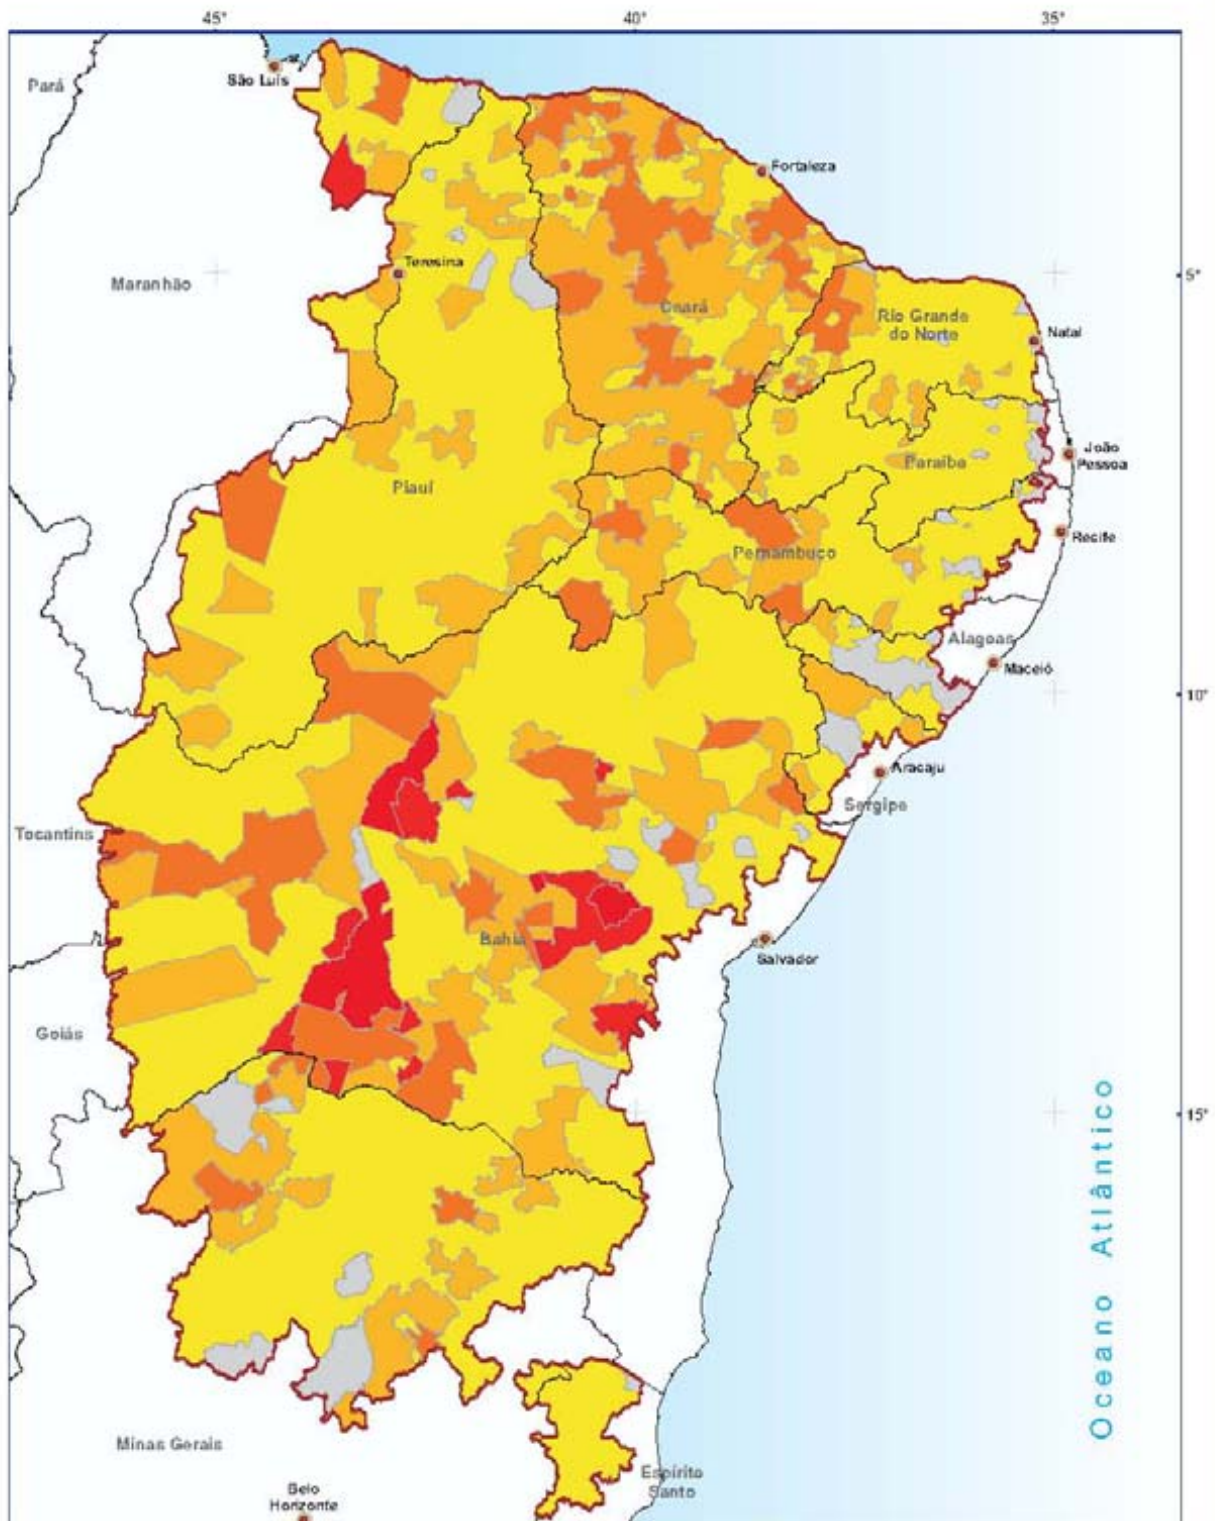 45°
40°
35°
São Luís
Pará
Fortaleza
Teresina
Maranhão
5°
Ceará
Rio Grande
do Norte
Natal
João
Pessoa
Paraíba
Piauí
Recife
Pernambuco
Alagoas
Maceió
10°
Aracaju
Sergipe
Tocantins
Bahia
Salvador
Goiás
15°
Oceano Atlântico
Minas Gerais
Espírito
Santo
Belo
Horizonte